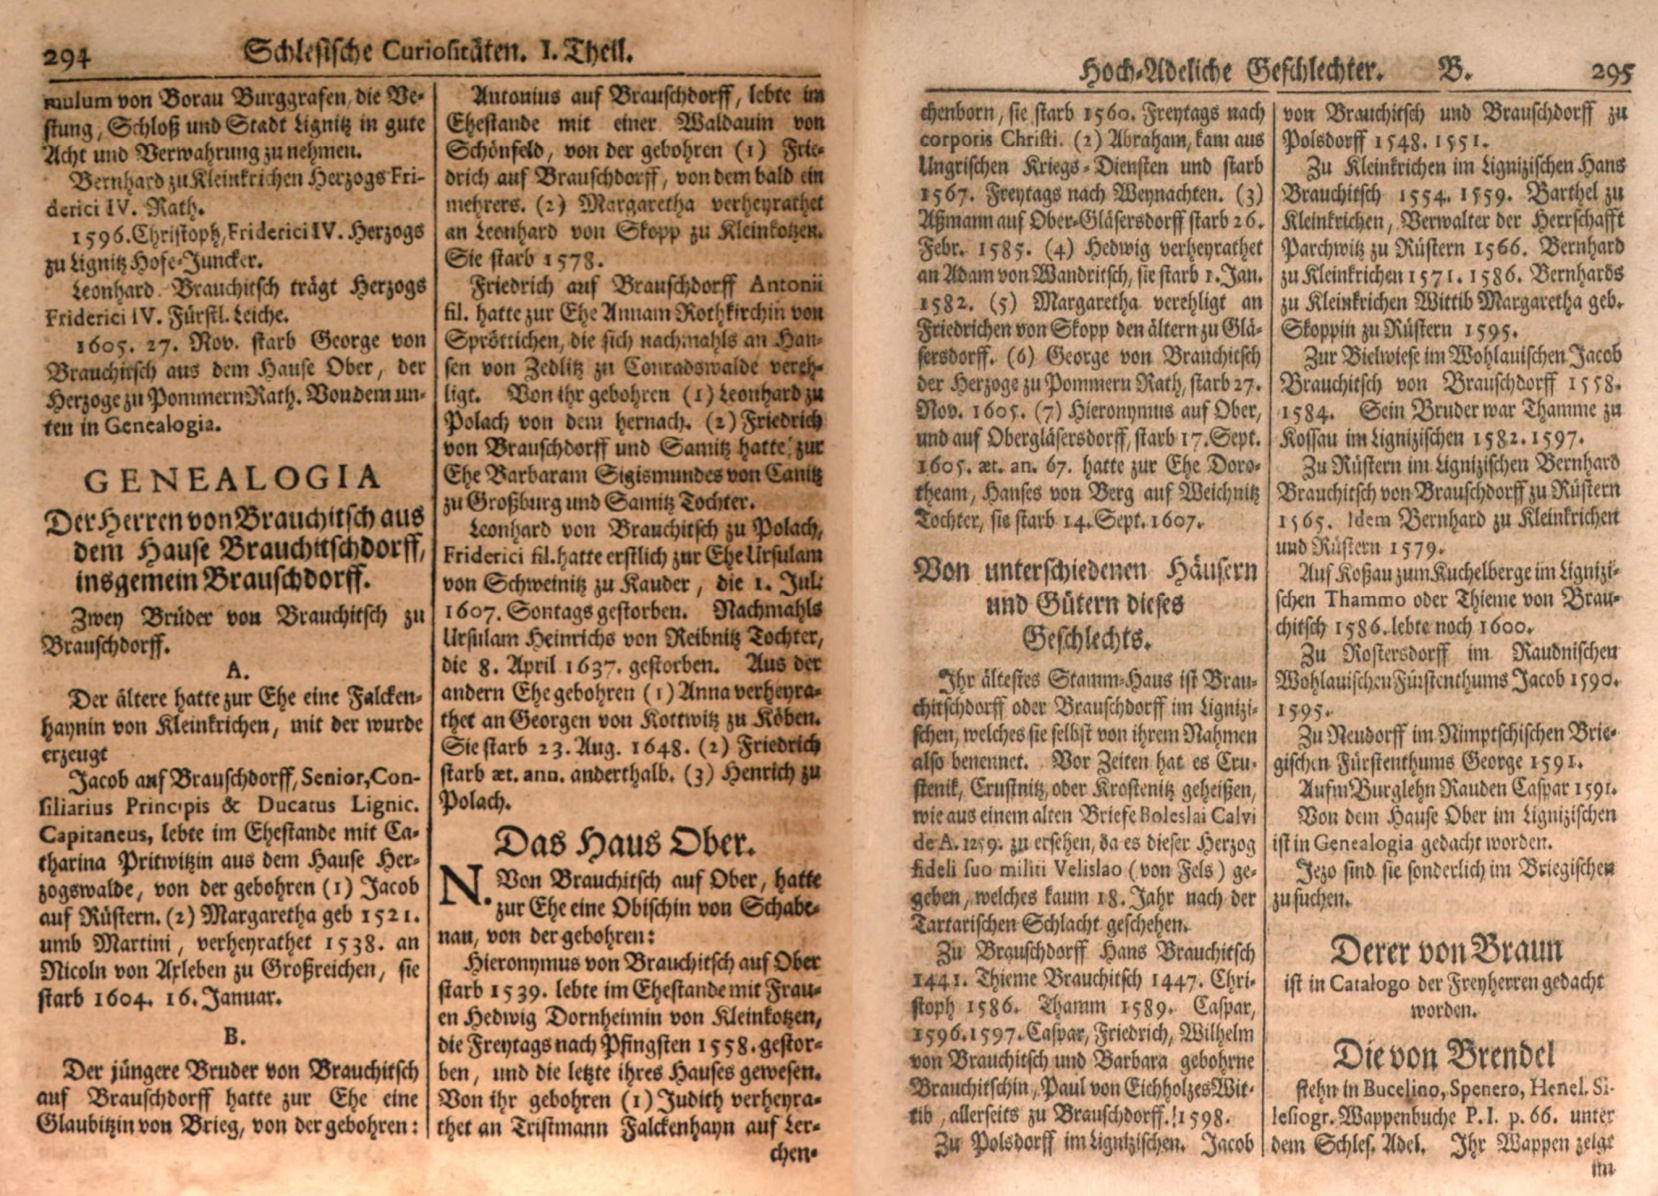 294 Schlesische Curiositäten. I. Theil.
mulum von Borau Burggrafen, die Ve-
stung, Schloß und Stadt Lignitz in gute
Acht und Verwahrung zu nehmen.
Bernhard zu Kleinkrichen Herzogs Fri-
derici IV. Rath.
1596. Christoph, Friderici IV. Herzogs
zu Lignitz Hofe-Juncker.
Leonhard Brauchitsch trägt Herzogs
Friderici IV. Fürstl. Leiche.
1605. 27. Nov. starb George von
Brauchitsch aus dem Hause Ober, der
Herzoge zu Pommern Rath. Von dem un-
ten in Genealogia.
GENEALOGIA
Der Herren von Brauchitsch aus
dem Hause Brauchitschdorff,
insgemein Brauschdorff.
Zwey Brüder von Brauchitsch zu
Brauschdorff.
A.
Der ältere hatte zur Ehe eine Falcken-
haynin von Kleinkrichen, mit der wurde
erzeugt
Jacob auf Brauschdorff, Senior, Con-
siliarius Principis & Ducatus Lignic.
Capitaneus, lebte im Ehestande mit Ca-
tharina Pritwitzin aus dem Hause Her-
zogswalde, von der gebohren (1) Jacob
auf Rüstern. (2) Margaretha geb 1521.
umb Martini, verheyrathet 1538. an
Nicoln von Axleben zu Großreichen, sie
starb 1604. 16. Januar.
B.
Der jüngere Bruder von Brauchitsch
auf Brauschdorff hatte zur Ehe eine
Glaubitzin von Brieg, von der gebohren:
Antonius auf Brauschdorff, lebte im
Ehestande mit einer Waldauin von
Schönfeld, von der gebohren (1) Frie-
drich auf Brauschdorff, von dem bald ein
mehrers. (2) Margaretha verheyrathet
an Leonhard von Skopp zu Kleinkotzen.
Sie starb 1578.
Friedrich auf Brauschdorff Antonii
fil. hatte zur Ehe Annam Rothkirchin von
Spröttichen, die sich nachmahls an Han-
sen von Zedlitz zu Conradswalde vereh-
ligt. Von ihr gebohren (1) Leonhard zu
Polach von dem hernach. (2) Friedrich
von Brauschdorff und Samitz hatte zur
Ehe Barbaram Sigismundes von Canitz
zu Großburg und Samitz Tochter.
Leonhard von Brauchitsch zu Polach,
Friderici fil. hatte erstlich zur Ehe Ursulam
von Schweinitz zu Kauder, die 1. Jul.
1607. Sontags gestorben. Nachmahls
Ursulam Heinrichs von Reibnitz Tochter,
die 8. April 1637. gestorben. Aus der
andern Ehe gebohren (1) Anna verheyra-
thet an Georgen von Kottwitz zu Köben.
Sie starb 23. Aug. 1648. (2) Friedrich
starb æt. ann. anderthalb. (3) Henrich zu
Polach.
Das Haus Ober.
N. Von Brauchitsch auf Ober, hatte
zur Ehe eine Obischin von Schabe-
nau, von der gebohren:
Hieronymus von Brauchitsch auf Ober
starb 1539. lebte im Ehestande mit Frau-
en Hedwig Dornheimin von Kleinkotzen,
die Freytags nach Pfingsten 1558. gestor-
ben, und die letzte ihres Hauses gewesen.
Von ihr gebohren (1) Judith verheyra-
thet an Tristmann Falckenhayn auf Ler-
chen-
Hoch-Adeliche Geschlechter. B. 295
chenborn, sie starb 1560. Freytags nach
corporis Christi. (2) Abraham, kam aus
Ungrischen Kriegs-Diensten und starb
1567. Freytags nach Weynachten. (3)
Aßmann auf Ober-Gläsersdorff starb 26.
Febr. 1585. (4) Hedwig verheyrathet
an Adam von Wandritsch, sie starb 1. Jan.
1582. (5) Margaretha verehligt an
Friedrichen von Skopp den ältern zu Glä-
sersdorff. (6) George von Brauchitsch
der Herzoge zu Pommern Rath, starb 27.
Nov. 1605. (7) Hieronymus auf Ober,
und auf Obergläsersdorff, starb 17. Sept.
1605. æt. an. 67. hatte zur Ehe Doro-
theam, Hanses von Berg auf Weichnitz
Tochter, sie starb 14. Sept. 1607.
Von unterschiedenen Häusern
und Gütern dieses
Geschlechts.
Ihr ältestes Stamm-Haus ist Brau-
chitschdorff oder Brauschdorff im Lignizi-
schen, welches sie selbst von ihrem Nahmen
also benennet. Vor Zeiten hat es Cru-
stenik, Crustnitz, oder Krostenitz geheißen,
wie aus einem alten Briefe Boleslai Calvi
de A. 1259. zu ersehen, da es dieser Herzog
fideli suo militi Velislao (von Fels) ge-
geben, welches kaum 18. Jahr nach der
Tartarischen Schlacht geschehen.
Zu Brauschdorff Hans Brauchitsch
1441. Thieme Brauchitsch 1447. Chri-
stoph 1586. Thamm 1589. Caspar,
1596. 1597. Caspar, Friedrich, Wilhelm
von Brauchitsch und Barbara gebohrne
Brauchitschin, Paul von Eichholzes Wit-
tib, allerseits zu Brauschdorff. 1598.
Zu Polsdorff im Lignizischen. Jacob
von Brauchitsch und Brauschdorff zu
Polsdorff 1548. 1551.
Zu Kleinkrichen im Lignizischen Hans
Brauchitsch 1554. 1559. Barthel zu
Kleinkrichen, Verwalter der Herrschafft
Parchwitz zu Rüstern 1566. Bernhard
zu Kleinkrichen 1571. 1586. Bernhards
zu Kleinkrichen Wittib Margaretha geb.
Skoppin zu Rüstern 1595.
Zur Bielwiese im Wohlauischen Jacob
Brauchitsch von Brauschdorff 1558.
1584. Sein Bruder war Thamme zu
Kossau im Lignizischen 1582. 1597.
Zu Rüstern im Lignizischen Bernhard
Brauchitsch von Brauschdorff zu Rüstern
1565. Idem Bernhard zu Kleinkrichen
und Rüstern 1579.
Auf Koßau zum Kuchelberge im Lignizi-
schen Thammo oder Thieme von Brau-
chitsch 1586. lebte noch 1600.
Zu Rostersdorff im Raudnischen
Wohlauischen Fürstenthums Jacob 1590.
1595.
Zu Neudorff im Nimptschischen Brie-
gischen Fürstenthums George 1591.
Aufm Burglehn Rauden Caspar 1591.
Von dem Hause Ober im Lignizischen
ist in Genealogia gedacht worden.
Jezo sind sie sonderlich im Briegischen
zu suchen.
Derer von Braun
ist in Catalogo der Freyherren gedacht
worden.
Die von Brendel
stehn in Bucelino, Spenero, Henel. Si-
lesiogr. Wappenbuche P. I. p. 66. unter
dem Schles. Adel. Ihr Wappen zeigt
im